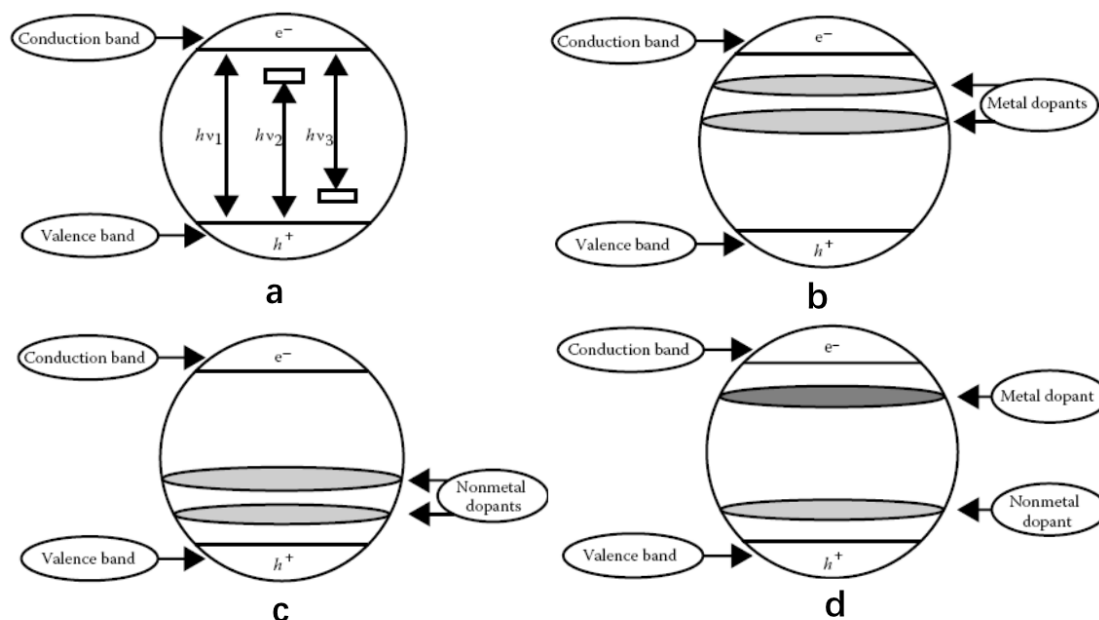 Conduction band
e⁻
hν₁
hν₂
hν₃
Valence band
h⁺
a
Conduction band
e⁻
Metal dopants
Valence band
h⁺
b
Conduction band
e⁻
Nonmetal
dopants
Valence band
h⁺
c
Conduction band
e⁻
Metal dopant
Nonmetal
dopant
Valence band
h⁺
d